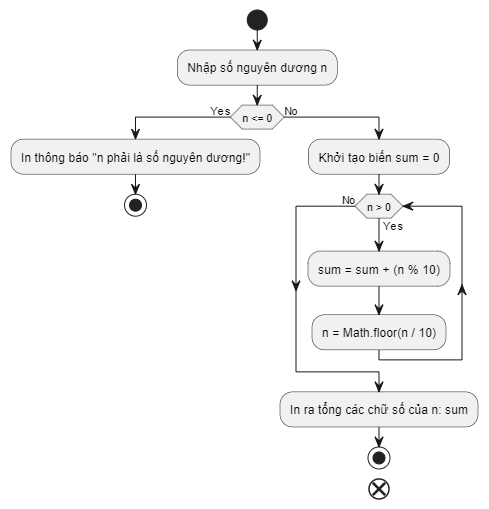 Nhập số nguyên dương n
Yes
n <= 0
No
In thông báo "n phải là số nguyên dương!"
Khởi tạo biến sum = 0
No
n > 0
Yes
sum = sum + (n % 10)
n = Math.floor(n / 10)
In ra tổng các chữ số của n: sum